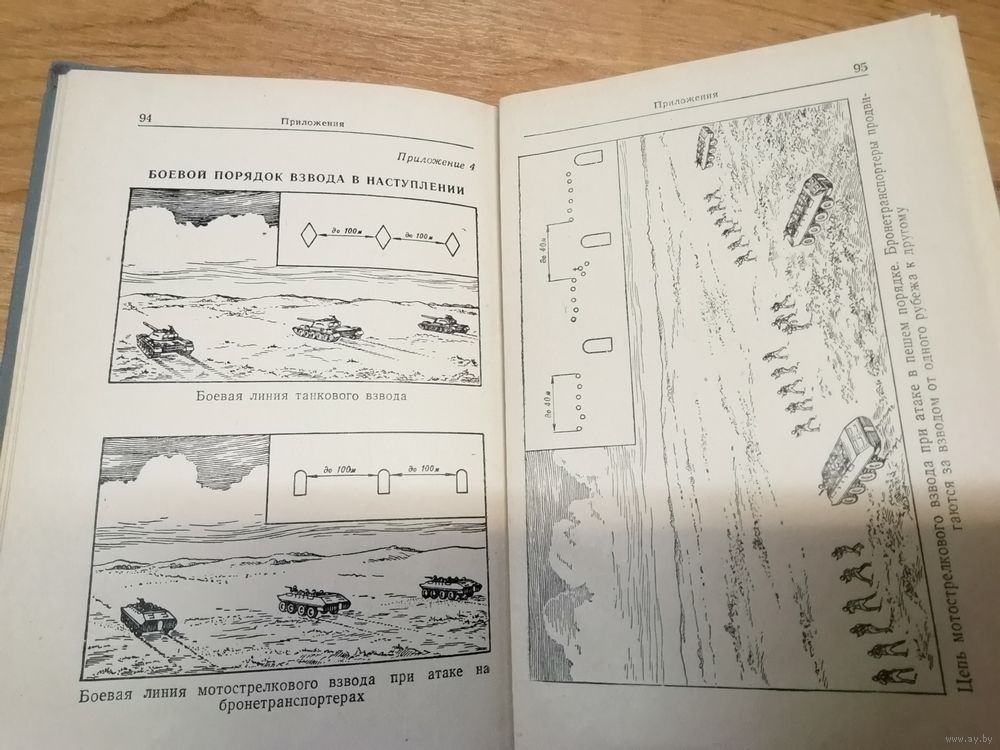 94
Приложения
Приложение 4
БОЕВОЙ ПОРЯДОК ВЗВОДА В НАСТУПЛЕНИИ
до 100м
до 100м
Боевая линия танкового взвода
до 100м
до 100м
Боевая линия мотострелкового взвода при атаке на
бронетранспортерах
Приложения
95
до 40м
до 40м
Цепь мотострелкового взвода при атаке в пешем порядке. Бронетранспортеры продви-
гаются за взводом от одного рубежа к другому
www.ay.by